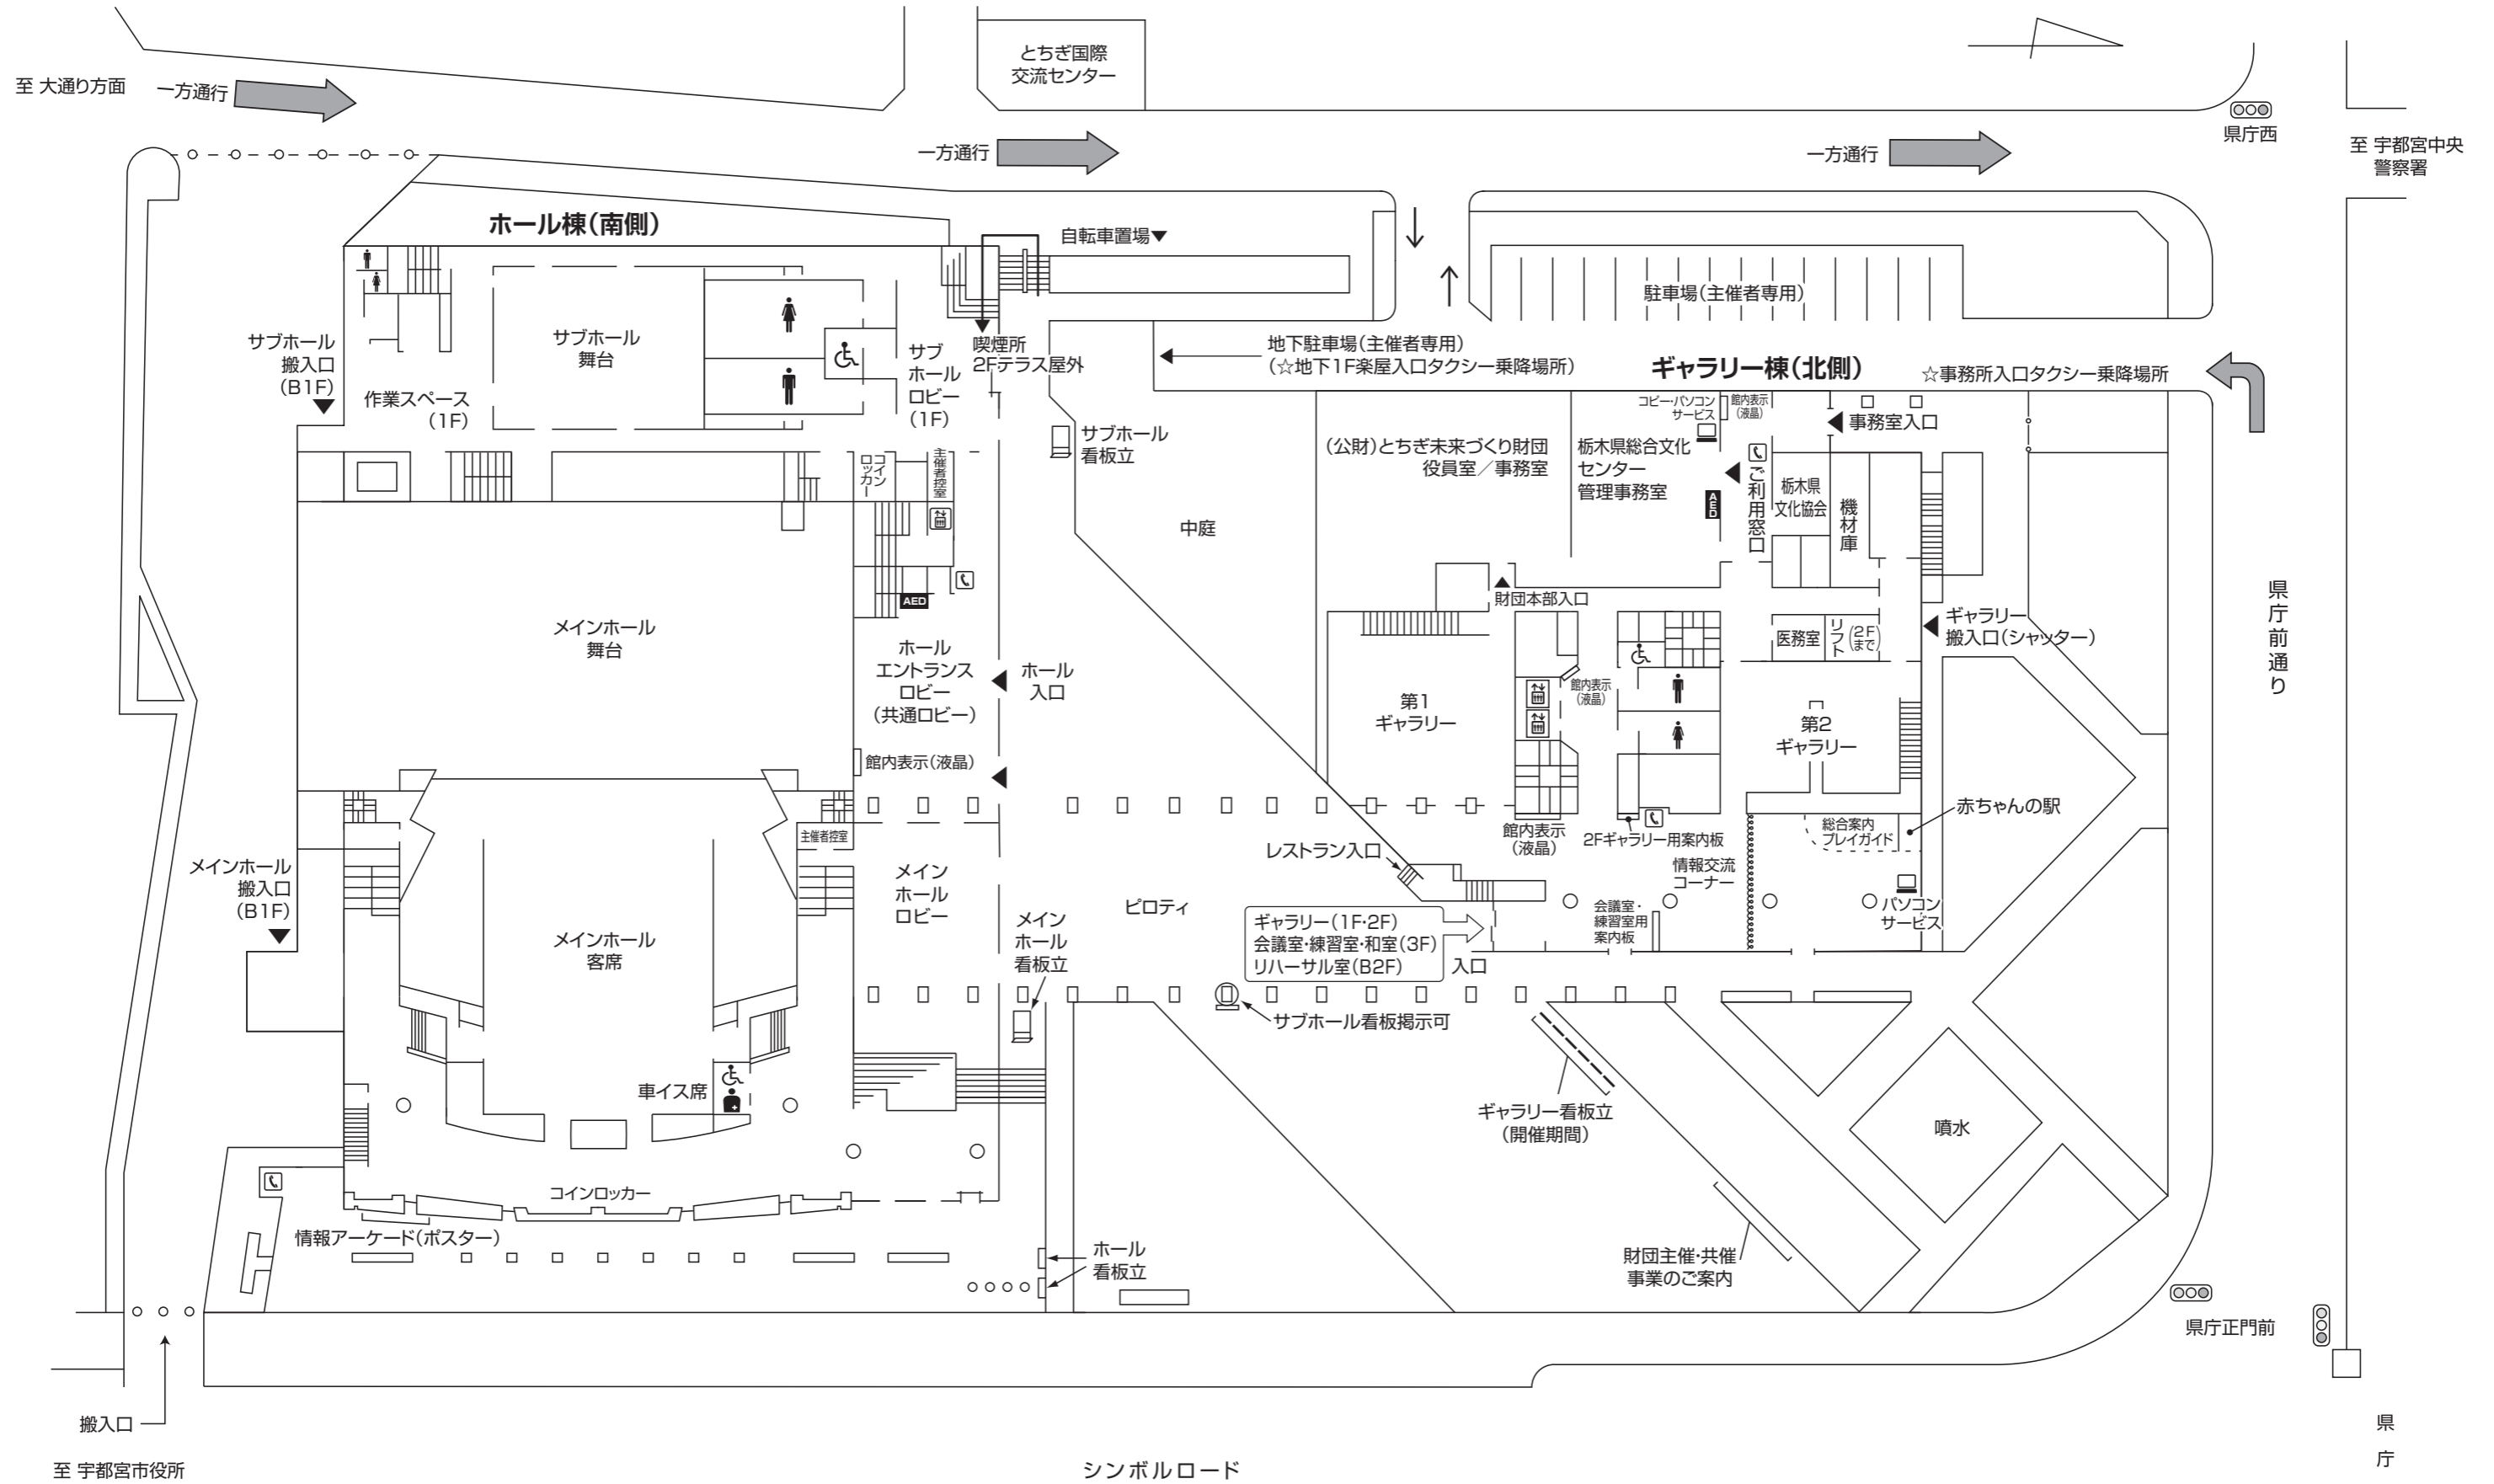 とちぎ国際
交流センター
至 大通り方面
一方通行
一方通行
一方通行
県庁西
至 宇都宮中央
警察署
ホール棟（南側）
自転車置場▼
駐車場（主催者専用）
サブホール
搬入口
（B1F）
作業スペース
（1F）
サブホール
舞台
サブ
ホール
ロビー
（1F）
喫煙所
2Fテラス屋外
地下駐車場（主催者専用）
（☆地下1F楽屋入口タクシー乗降場所）
ギャラリー棟（北側）
☆事務所入口タクシー乗降場所
サブホール
看板立
コインロッカー
主催者控室
（公財）とちぎ未来づくり財団
役員室／事務室
コピー・パソコン
サービス
館内表示
（液晶）
栃木県総合文化
センター
管理事務室
AED
ご利用窓口
事務室入口
栃木県
文化協会
機材庫
中庭
AED
財団本部入口
医務室
リフト（2Fまで）
ギャラリー
搬入口（シャッター）
県庁前通り
メインホール
舞台
ホール
エントランス
ロビー
（共通ロビー）
ホール
入口
館内表示（液晶）
第1
ギャラリー
館内表示
（液晶）
第2
ギャラリー
赤ちゃんの駅
総合案内
プレイガイド
主催者控室
メインホール
搬入口
（B1F）
メインホール
客席
メイン
ホール
ロビー
メイン
ホール
看板立
ピロティ
レストラン入口
館内表示
（液晶）
2Fギャラリー用案内板
情報交流
コーナー
パソコン
サービス
会議室・
練習室用
案内板
ギャラリー（1F・2F）
会議室・練習室・和室（3F）
リハーサル室（B2F）
入口
サブホール看板掲示可
車イス席
ギャラリー看板立
（開催期間）
噴水
コインロッカー
情報アーケード（ポスター）
ホール
看板立
財団主催・共催
事業のご案内
県庁正門前
搬入口
至 宇都宮市役所
シンボルロード
県庁